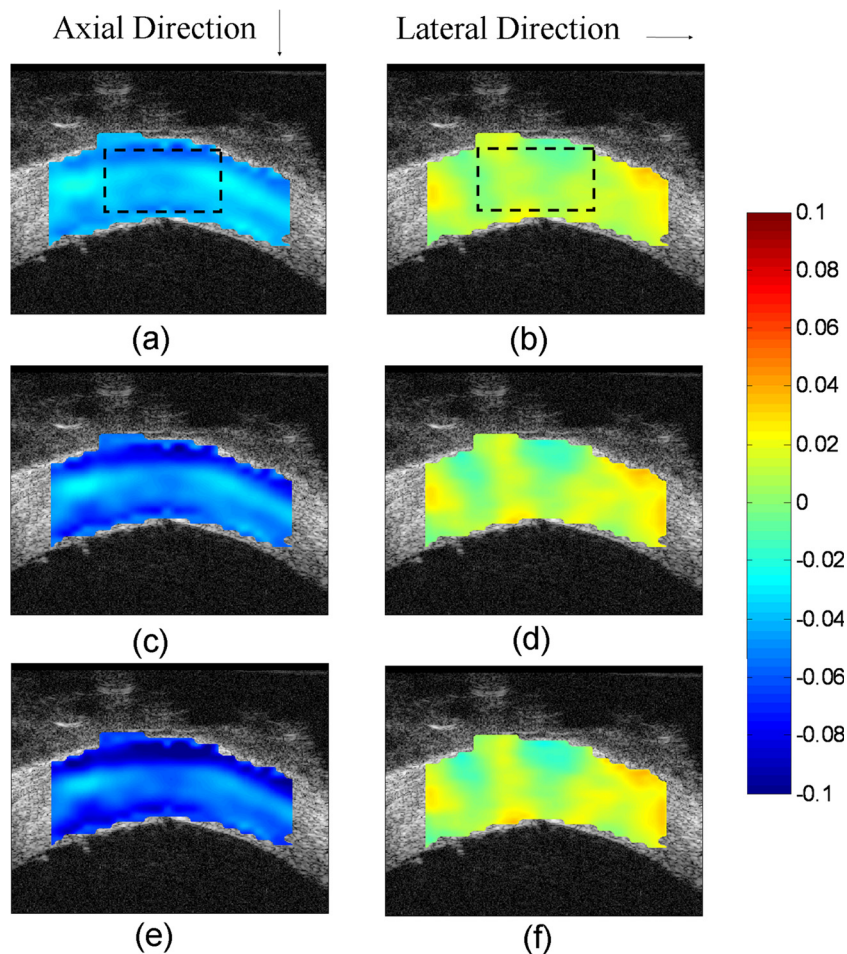 Axial Direction
Lateral Direction
(a)
(b)
(c)
(d)
(e)
(f)
0.1
0.08
0.06
0.04
0.02
0
-0.02
-0.04
-0.06
-0.08
-0.1